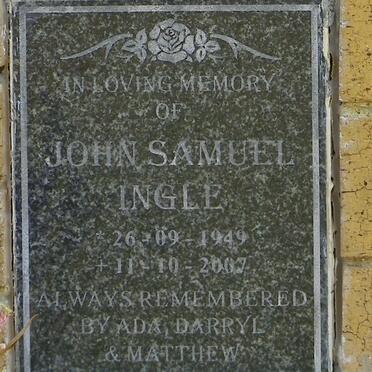 IN LOVING MEMORY
OF
JOHN SAMUEL
INGLE
* 26-09-1949
+ 11-10-2007
ALWAYS REMEMBERED
BY ADA, DARRYL
& MATTHEW